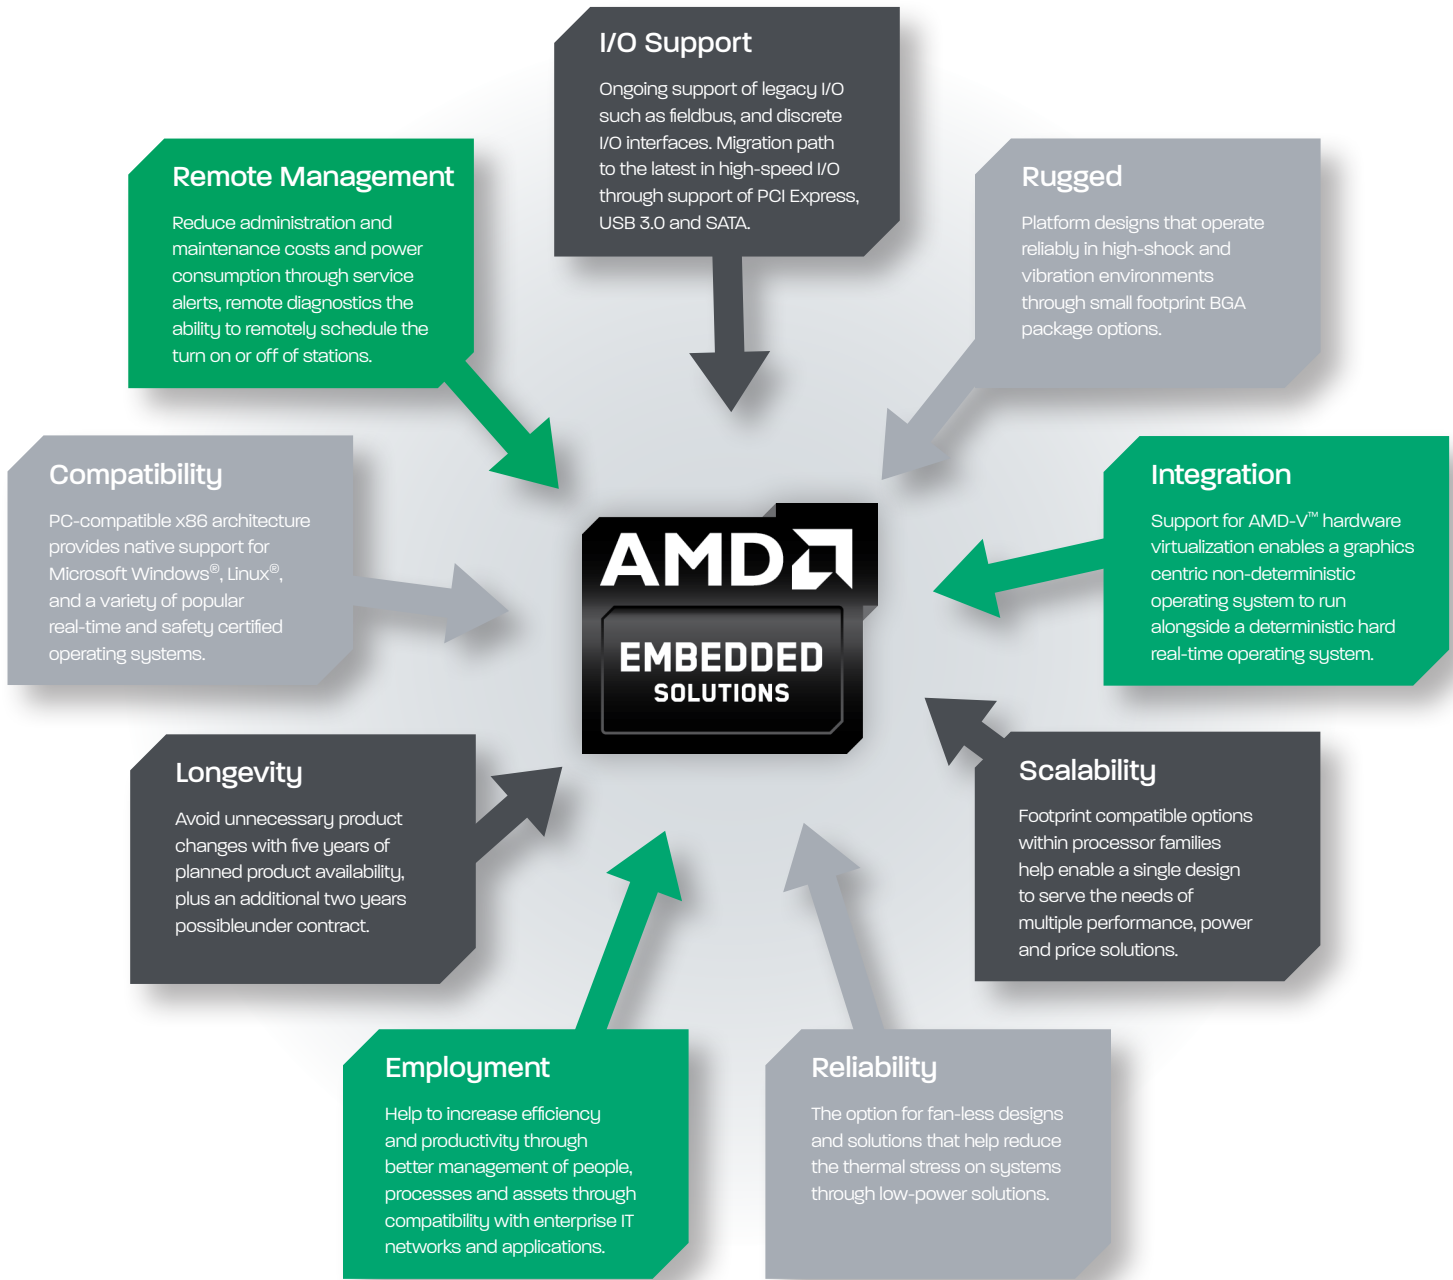 I/O Support
Ongoing support of legacy I/O
such as fieldbus, and discrete
I/O interfaces. Migration path
to the latest in high-speed I/O
through support of PCI Express,
USB 3.0 and SATA.
Remote Management
Reduce administration and
maintenance costs and power
consumption through service
alerts, remote diagnostics the
ability to remotely schedule the
turn on or off of stations.
Rugged
Platform designs that operate
reliably in high-shock and
vibration environments
through small footprint BGA
package options.
Compatibility
PC-compatible x86 architecture
provides native support for
Microsoft Windows®, Linux®,
and a variety of popular
real-time and safety certified
operating systems.
AMD
EMBEDDED
SOLUTIONS
Integration
Support for AMD-V™ hardware
virtualization enables a graphics
centric non-deterministic
operating system to run
alongside a deterministic hard
real-time operating system.
Longevity
Avoid unnecessary product
changes with five years of
planned product availability,
plus an additional two years
possibleunder contract.
Scalability
Footprint compatible options
within processor families
help enable a single design
to serve the needs of
multiple performance, power
and price solutions.
Employment
Help to increase efficiency
and productivity through
better management of people,
processes and assets through
compatibility with enterprise IT
networks and applications.
Reliability
The option for fan-less designs
and solutions that help reduce
the thermal stress on systems
through low-power solutions.